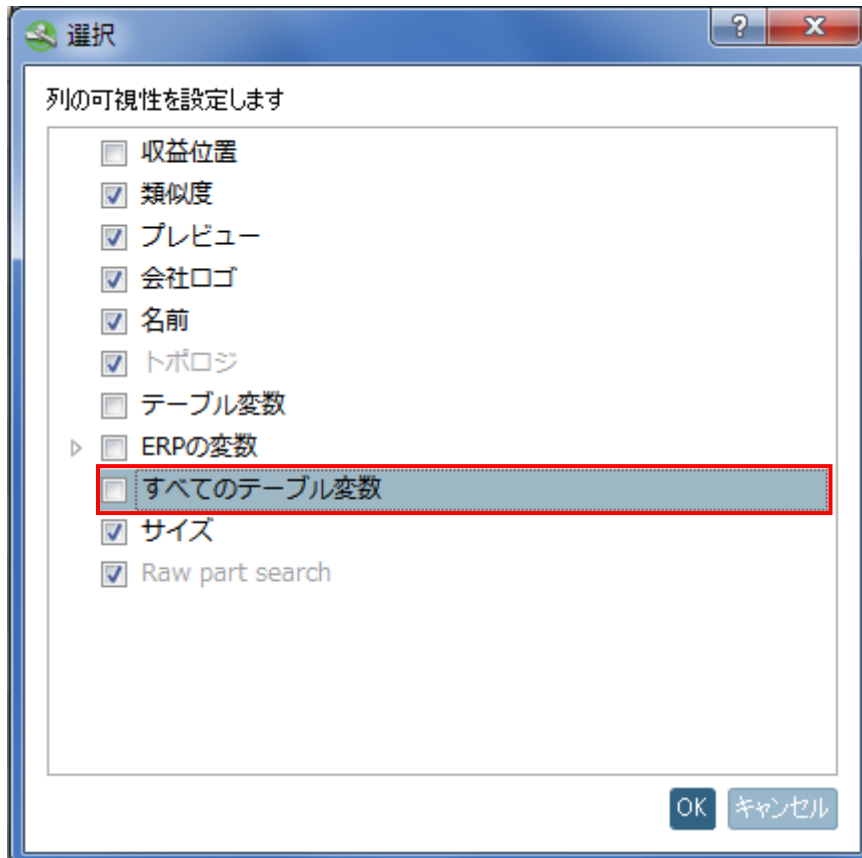 選択
?
列の可視性を設定します
収益位置
類似度
プレビュー
会社ロゴ
名前
トポロジ
テーブル変数
ERPの変数
すべてのテーブル変数
サイズ
Raw part search
OK キャンセル